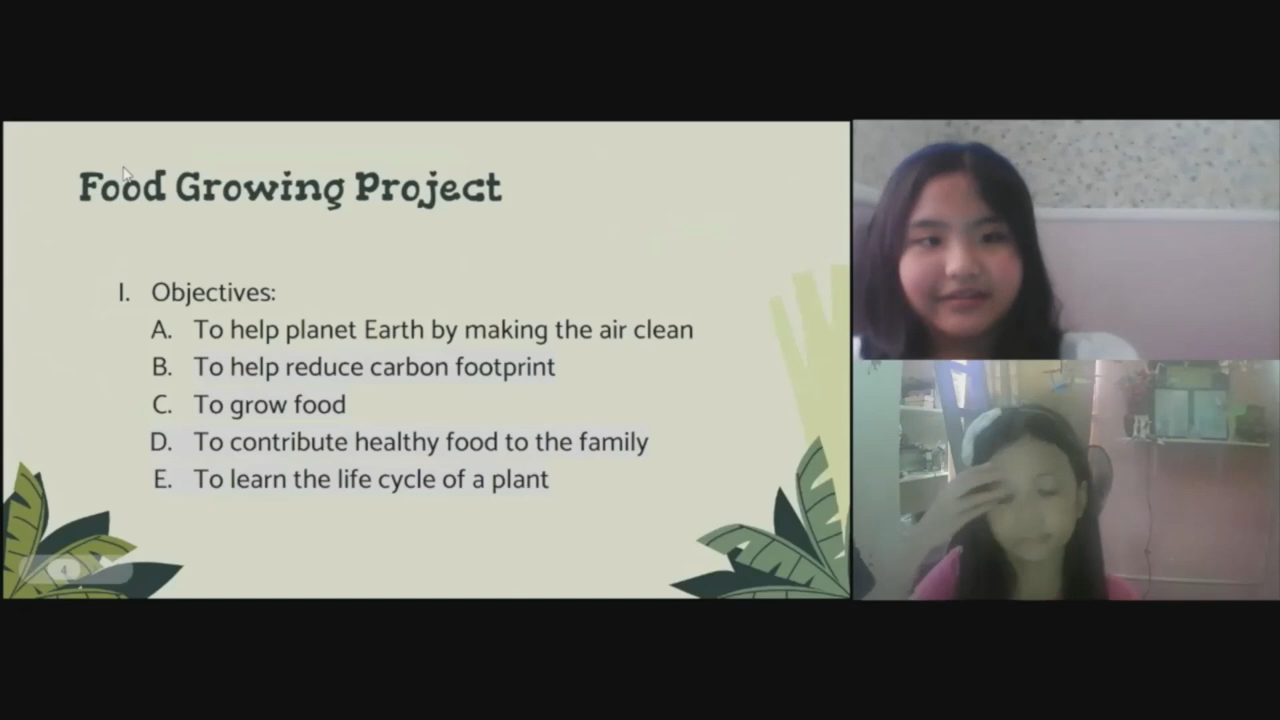 Food Growing Project
I. Objectives:
A. To help planet Earth by making the air clean
B. To help reduce carbon footprint
C. To grow food
D. To contribute healthy food to the family
E. To learn the life cycle of a plant
4